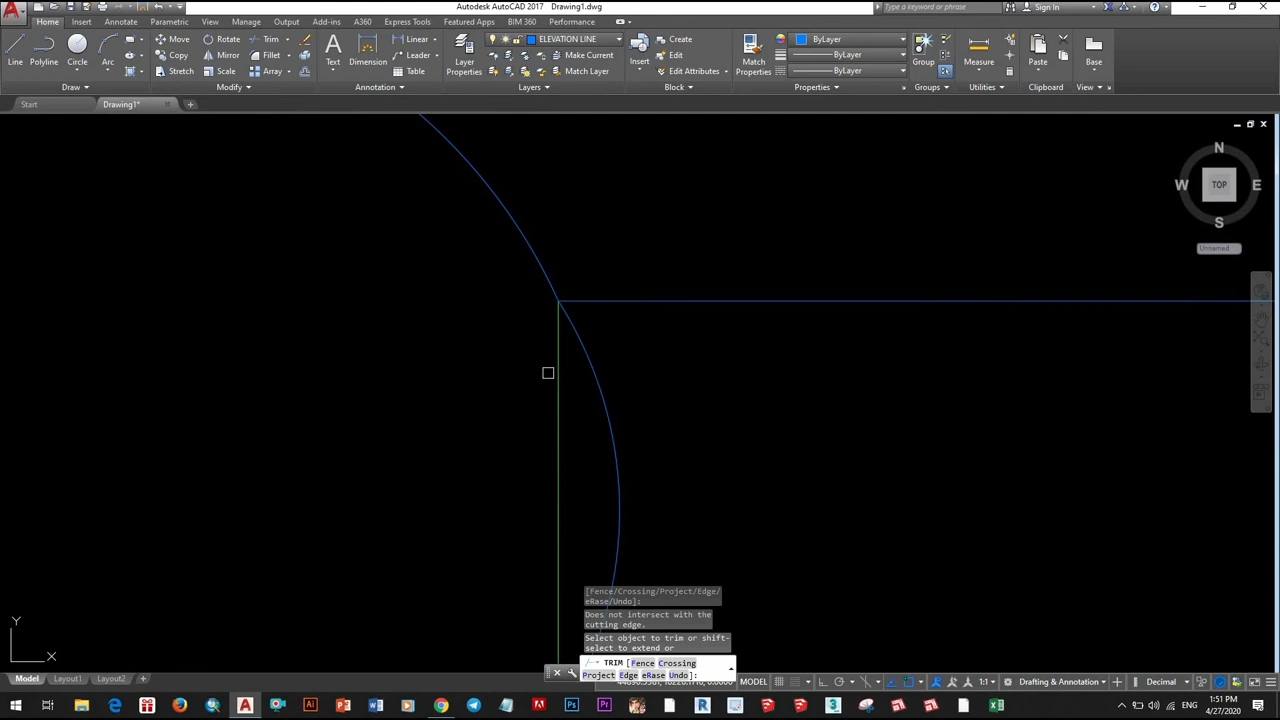 Autodesk AutoCAD 2017 Drawing1.dwg
Type a keyword or phrase
Sign In
Home Insert Annotate Parametric View Manage Output Add-ins A360 Express Tools Featured Apps BIM 360 Performance
Line Polyline Circle Arc
Move Rotate Trim
Copy Mirror Fillet
Stretch Scale Array
Text Dimension
Linear
Leader
Table
Layer
Properties
ELEVATION LINE
Make Current
Match Layer
Insert
Create
Edit
Edit Attributes
Match
Properties
ByLayer
ByLayer
ByLayer
Group
Measure
Paste
Base
Draw Modify Annotation Layers Block Properties Groups Utilities Clipboard View
Start Drawing1*
N
W TOP E
S
Unnamed
[Fence/Crossing/Project/Edge/
eRase/Undo]:
Does not intersect with the
cutting edge.
Select object to trim or shift-
select to extend or
TRIM [Fence Crossing
Project Edge eRase Undo]:
Y
X
Model Layout1 Layout2
MODEL
1:1
Drafting & Annotation
Decimal
1:51 PM
4/27/2020